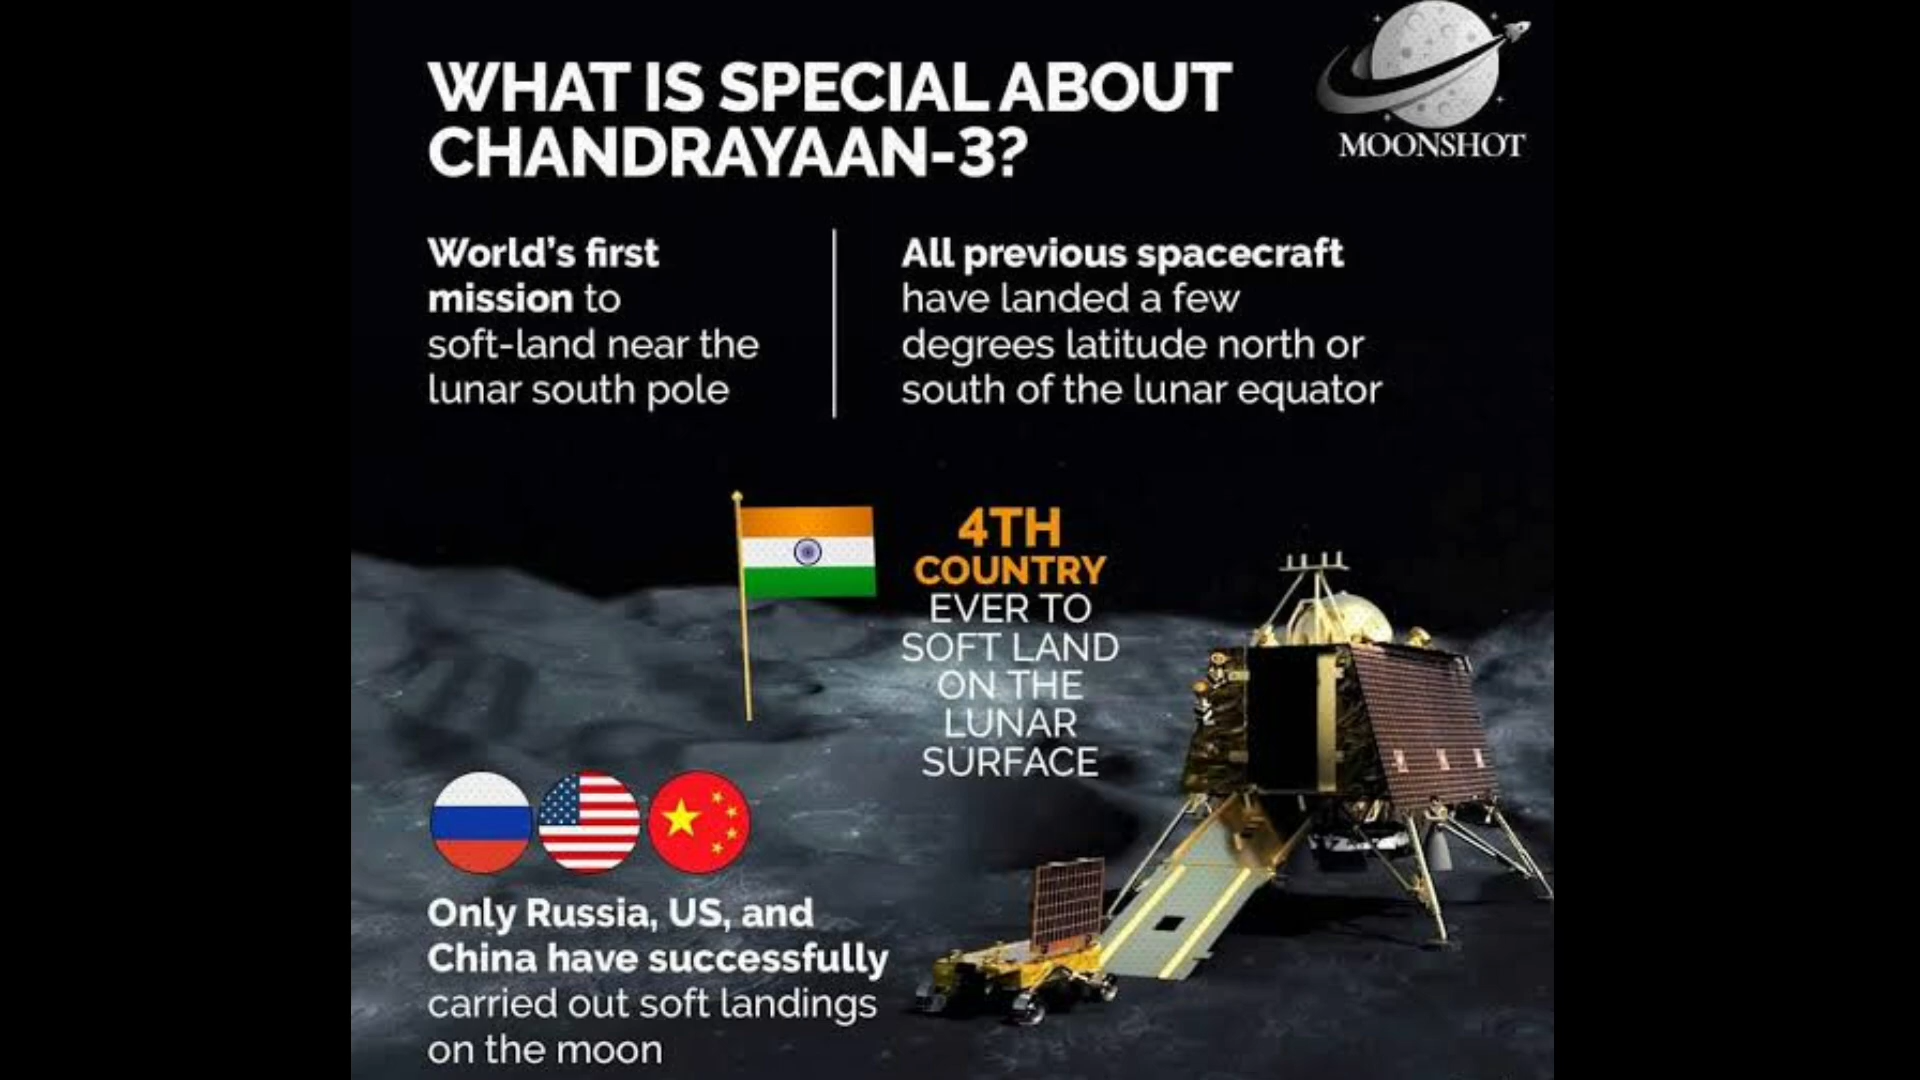 WHAT IS SPECIAL ABOUT
CHANDRAYAAN-3?
MOONSHOT
World's first
mission to
soft-land near the
lunar south pole
All previous spacecraft
have landed a few
degrees latitude north or
south of the lunar equator
4TH
COUNTRY
EVER TO
SOFT LAND
ON THE
LUNAR
SURFACE
Only Russia, US, and
China have successfully
carried out soft landings
on the moon